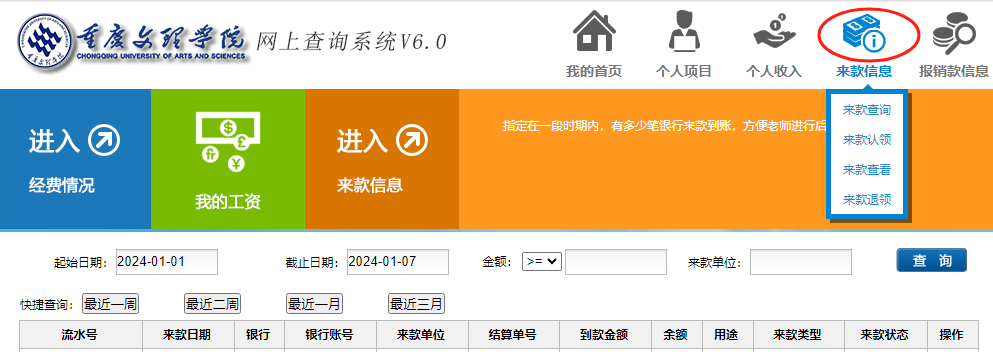 重庆文理学院
CHONGQING UNIVERSITY OF ARTS AND SCIENCES
网上查询系统V6.0
我的首页 个人项目 个人收入 来款信息 报销款信息
来款查询
来款认领
来款查看
来款退领
进入
经费情况
我的工资
进入
来款信息
指定在一段时期内，有多少笔银行来款到账，方便老师进行后
起始日期： 2024-01-01 截止日期： 2024-01-07 金额： >= 来款单位： 查 询
快捷查询： 最近一周 最近二周 最近一月 最近三月
流水号 来款日期 银行 银行账号 来款单位 结算单号 到款金额 余额 用途 来款类型 来款状态 操作